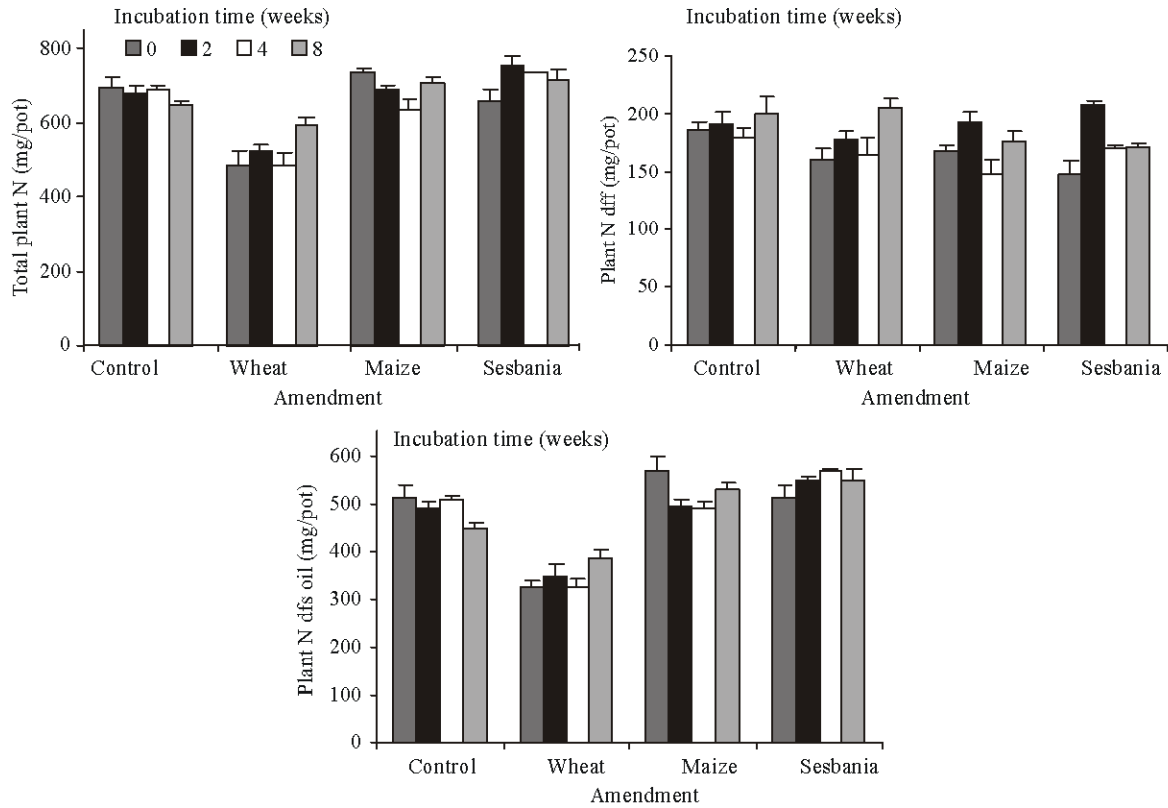 Incubation time (weeks)
0 2 4 8
Total plant N (mg/pot)
800
600
400
200
0
Control Wheat Maize Sesbania
Amendment
Incubation time (weeks)
Plant N dff (mg/pot)
250
200
150
100
50
0
Control Wheat Maize Sesbania
Amendment
Incubation time (weeks)
Plant N dfs oil (mg/pot)
600
500
400
300
200
100
0
Control Wheat Maize Sesbania
Amendment